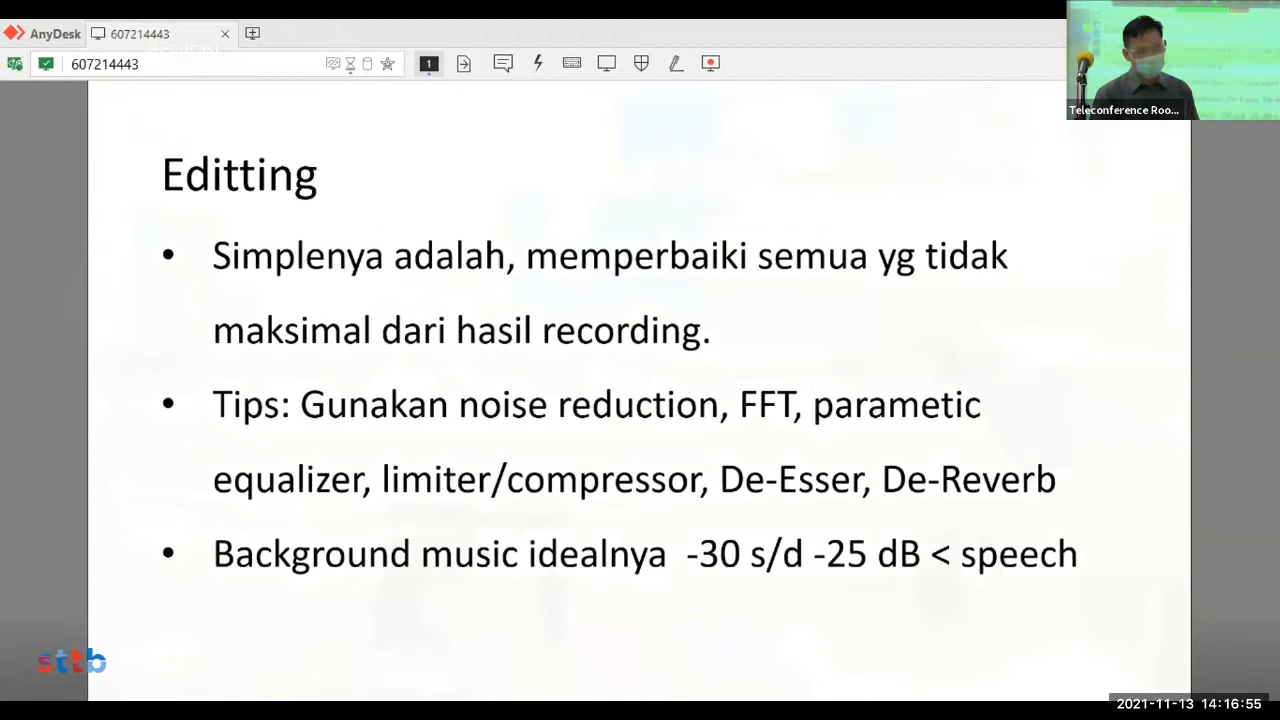 AnyDesk
607214443
#Podcast
607214443
1
Teleconference Roo...
Editting
• Simplenya adalah, memperbaiki semua yg tidak
maksimal dari hasil recording.
• Tips: Gunakan noise reduction, FFT, parametic
equalizer, limiter/compressor, De-Esser, De-Reverb
• Background music idealnya -30 s/d -25 dB < speech
sttb
2021-11-13 14:16:55